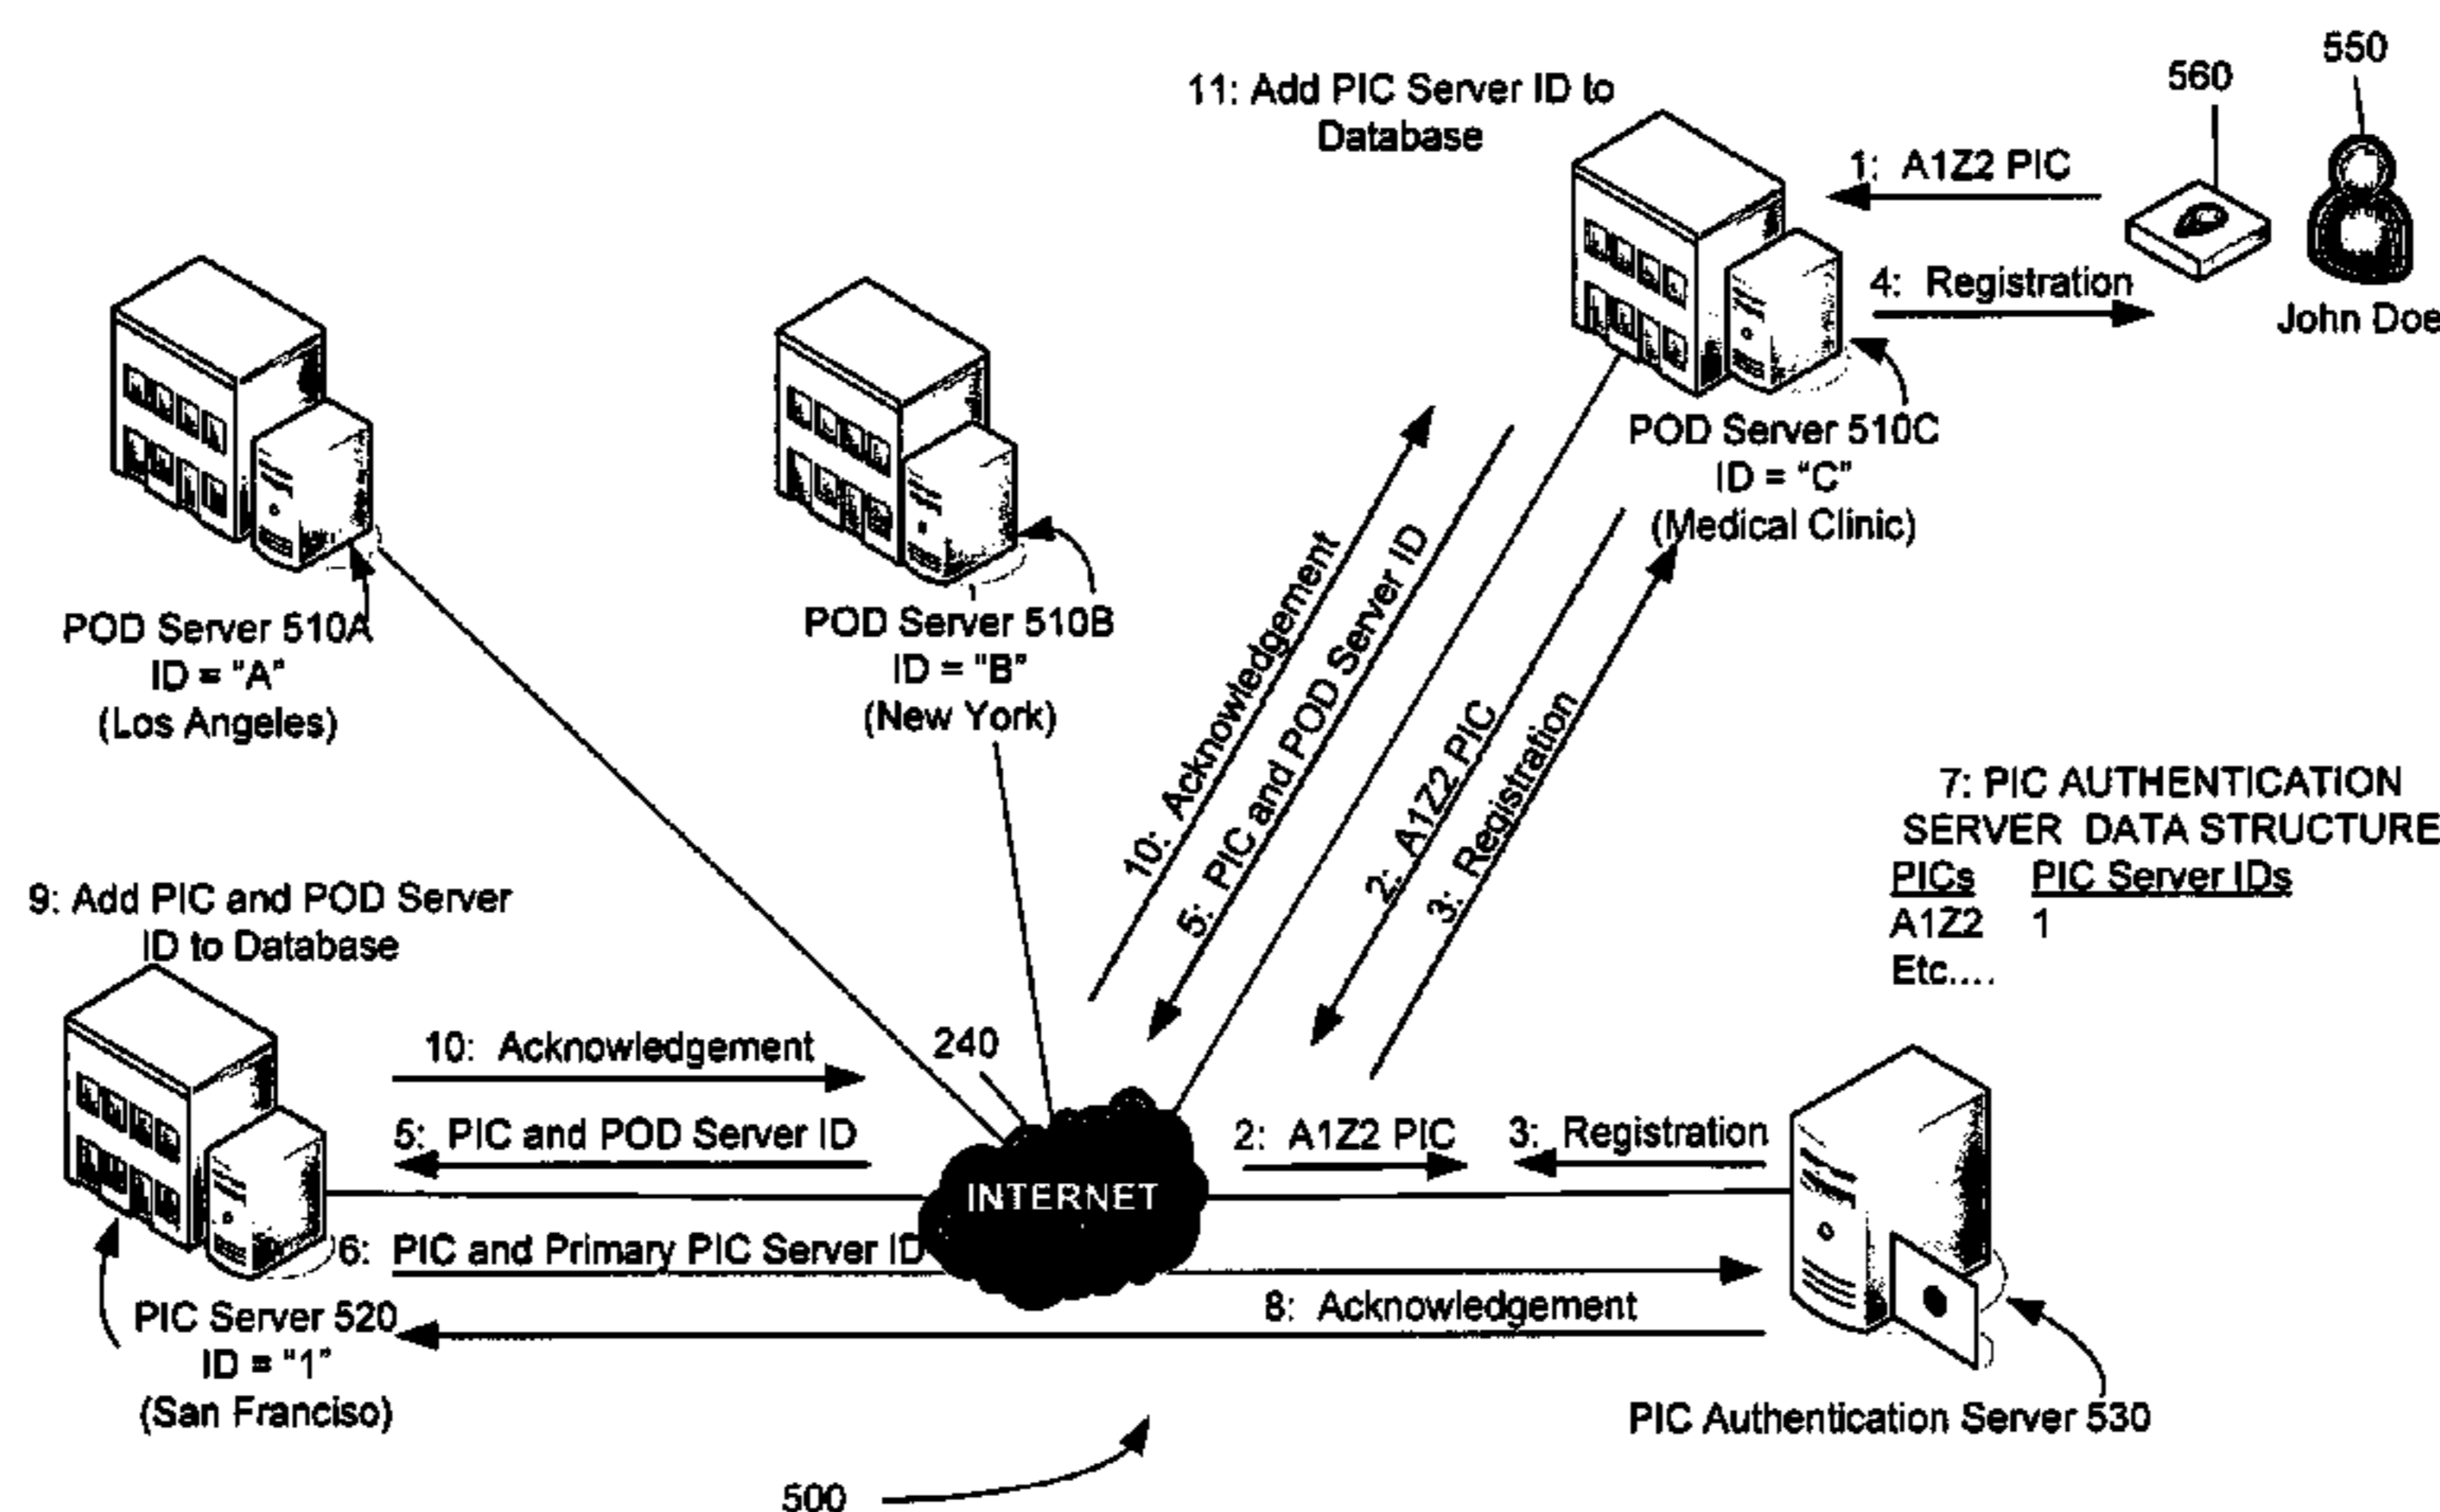 550
560
11: Add PIC Server ID to
Database
1: A1Z2 PIC
4: Registration
John Doe
POD Server 510C
ID = "C"
(Medical Clinic)
POD Server 510A
ID = "A"
(Los Angeles)
POD Server 510B
ID = "B"
(New York)
10: Acknowledgement
5: PIC and POD Server ID
2: A1Z2 PIC
3: Registration
7: PIC AUTHENTICATION
SERVER DATA STRUCTURE
PICs PIC Server IDs
A1Z2 1
Etc....
9: Add PIC and POD Server
ID to Database
10: Acknowledgement
240
5: PIC and POD Server ID
2: A1Z2 PIC
3: Registration
INTERNET
6: PIC and Primary PIC Server ID
8: Acknowledgement
PIC Server 520
ID = "1"
(San Franciso)
PIC Authentication Server 530
500